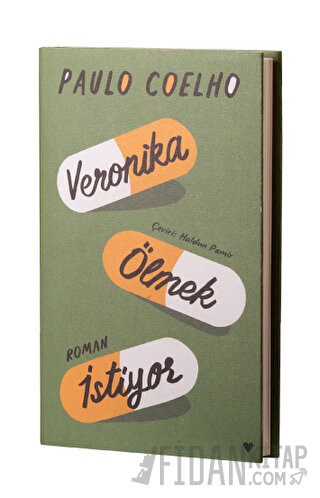 PAULO COELHO
Veronika
Çeviri: Haldun Pamir
Ölmek
ROMAN
İstiyor
FİDANKİTAP
.com